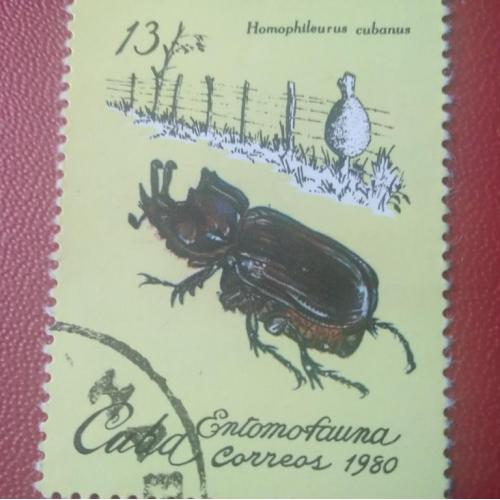 13 Homophileurus cubanus
Cuba Entomofauna
Correos 1980